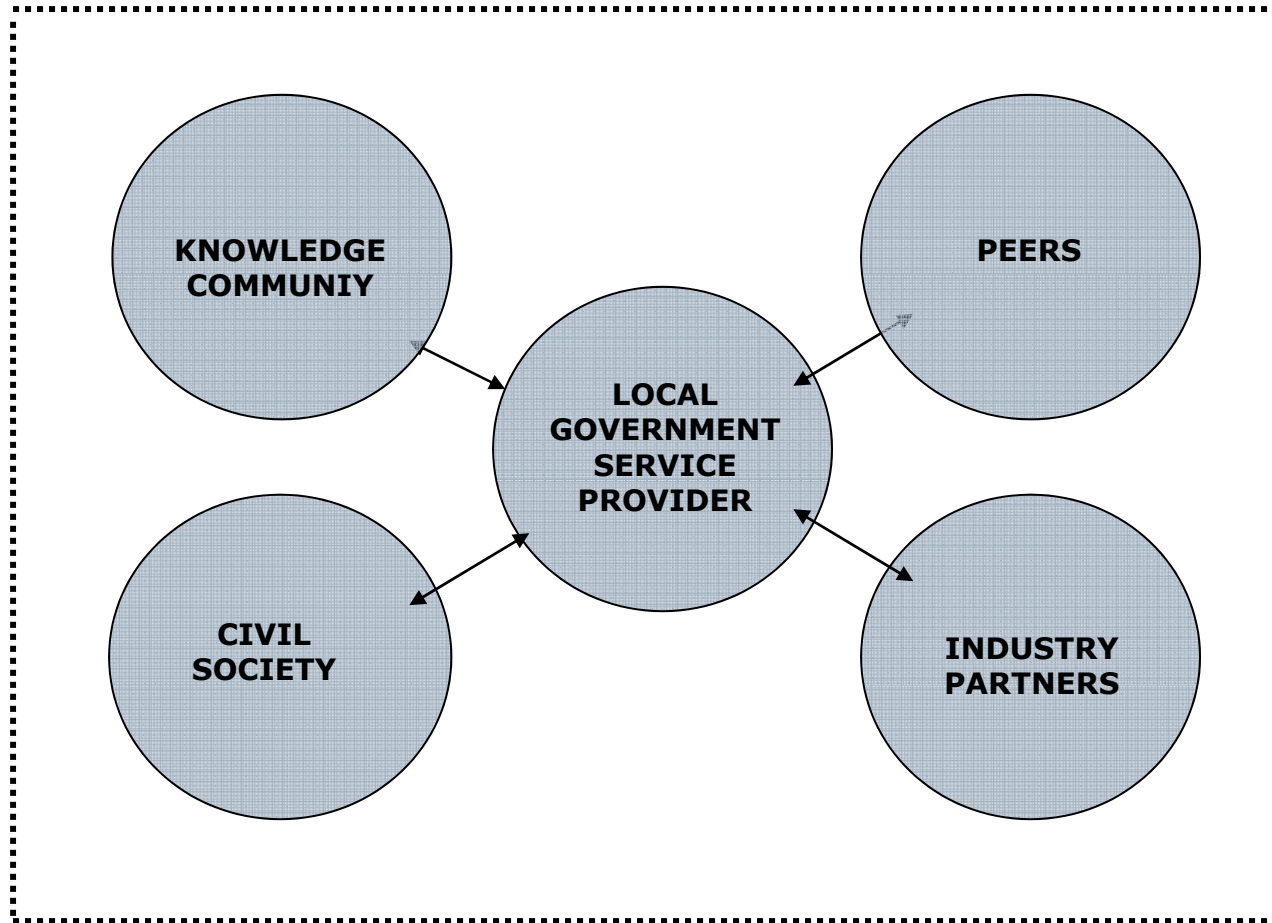 KNOWLEDGE
COMMUNIY
PEERS
LOCAL
GOVERNMENT
SERVICE
PROVIDER
CIVIL
SOCIETY
INDUSTRY
PARTNERS